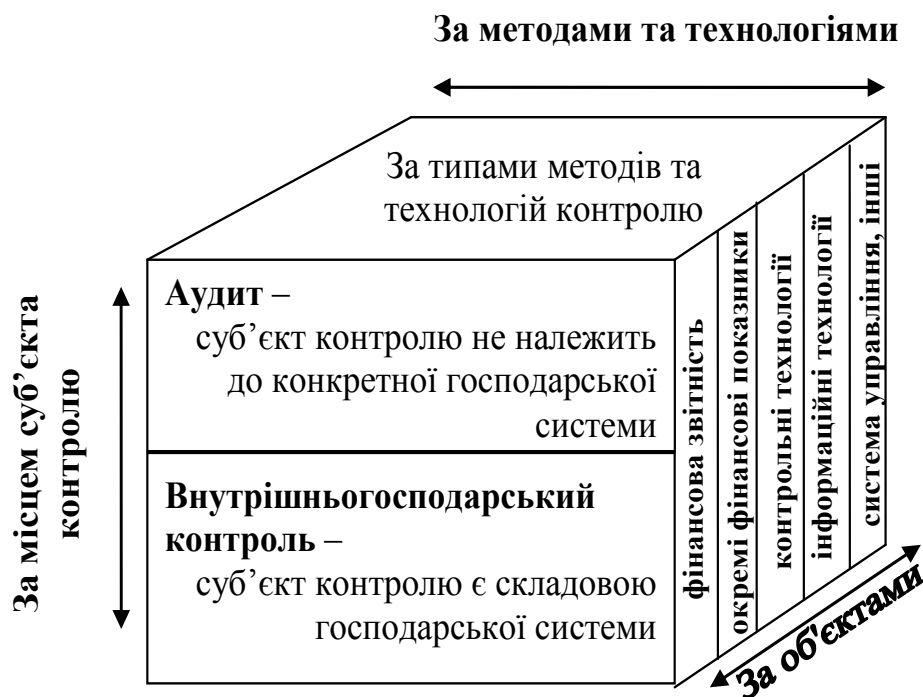 За методами та технологіями
За типами методів та
технологій контролю
За місцем суб’єкта
контролю
Аудит –
суб’єкт контролю не належить
до конкретної господарської
системи
Внутрішньогосподарський
контроль –
суб’єкт контролю є складовою
господарської системи
фінансова звітність
окремі фінансові показники
контрольні технології
інформаційні технології
система управління, інші
За об'єктами